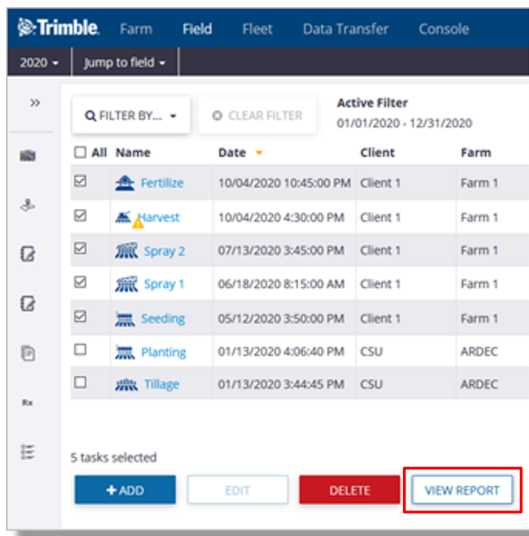 Trimble. Farm Field Fleet Data Transfer Console
2020 Jump to field
FILTER BY... CLEAR FILTER Active Filter
01/01/2020 - 12/31/2020
All Name Date Client Farm
Fertilize 10/04/2020 10:45:00 PM Client 1 Farm 1
Harvest 10/04/2020 4:30:00 PM Client 1 Farm 1
Spray 2 07/13/2020 3:45:00 PM Client 1 Farm 1
Spray 1 06/18/2020 8:15:00 AM Client 1 Farm 1
Seeding 05/12/2020 3:50:00 PM Client 1 Farm 1
Planting 01/13/2020 4:06:40 PM CSU ARDEC
Tillage 01/13/2020 3:44:45 PM CSU ARDEC
Rx
5 tasks selected
+ ADD EDIT DELETE VIEW REPORT